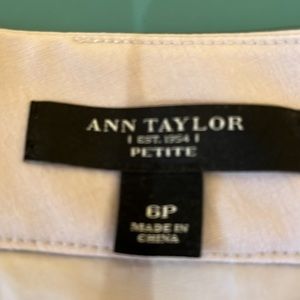 ANN TAYLOR
| EST. 1954 |
PETITE
6P
MADE IN
CHINA